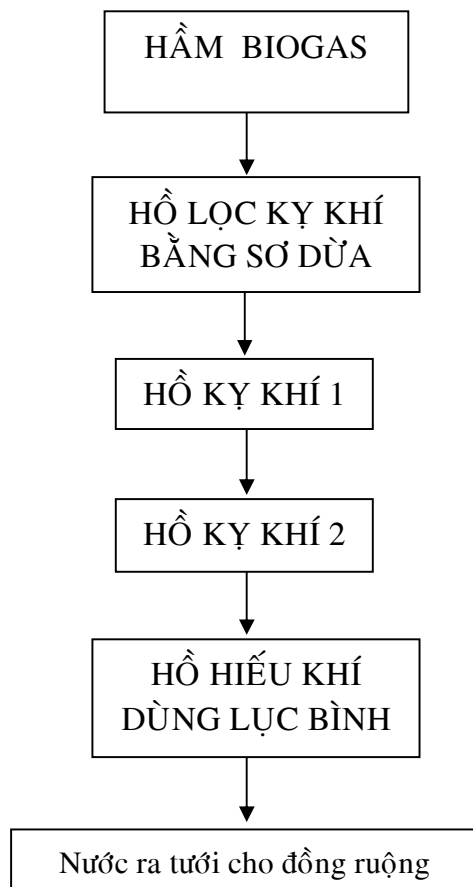 HẦM BIOGAS
HỒ LỌC KỴ KHÍ
BẰNG SƠ DỪA
HỒ KỴ KHÍ 1
HỒ KỴ KHÍ 2
HỒ HIẾU KHÍ
DÙNG LỤC BÌNH
Nước ra tưới cho đồng ruộng